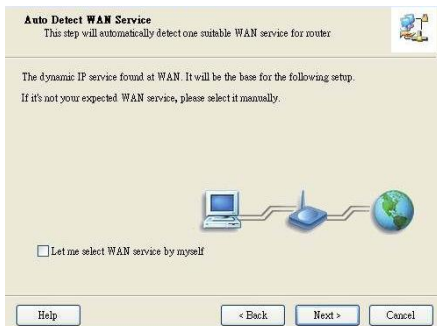 Auto Detect WAN Service
This step will automatically detect one suitable WAN service for router
The dynamic IP service found at WAN. It will be the base for the following setup.
If it's not your expected WAN service, please select it manually.
Let me select WAN service by myself
Help
< Back
Next >
Cancel